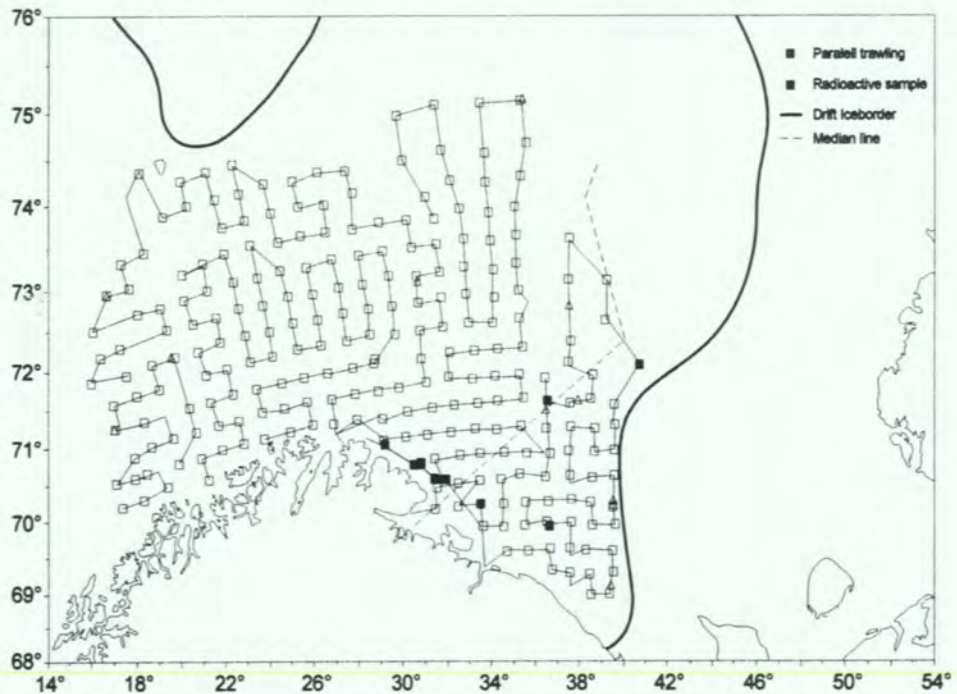 76°
75°
74°
73°
72°
71°
70°
69°
68°
Paralell trawling
Radioactive sample
Drift Iceborder
Median line
14° 18° 22° 26° 30° 34° 38° 42° 46° 50° 54°